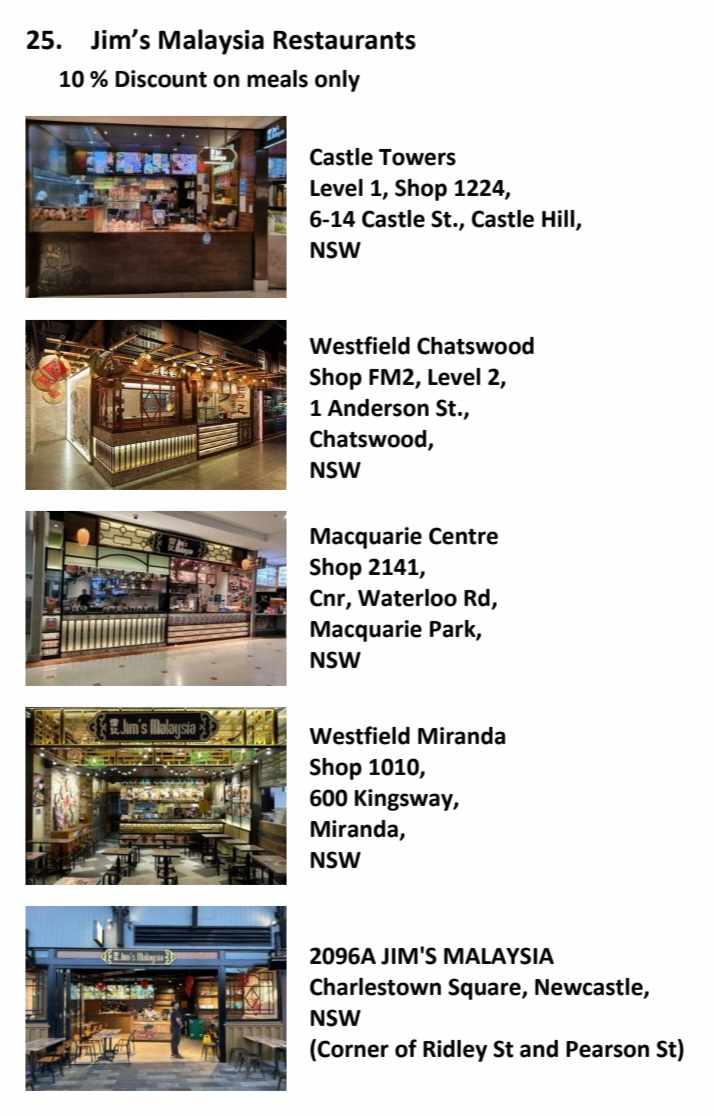 25. Jim's Malaysia Restaurants
10 % Discount on meals only
Castle Towers
Level 1, Shop 1224,
6-14 Castle St., Castle Hill,
NSW
Westfield Chatswood
Shop FM2, Level 2,
1 Anderson St.,
Chatswood,
NSW
Jim's
Malaysia
Macquarie Centre
Shop 2141,
Cnr, Waterloo Rd,
Macquarie Park,
NSW
Jim's Malaysia
Westfield Miranda
Shop 1010,
600 Kingsway,
Miranda,
NSW
Jim's Malaysia
2096A JIM'S MALAYSIA
Charlestown Square, Newcastle,
NSW
(Corner of Ridley St and Pearson St)